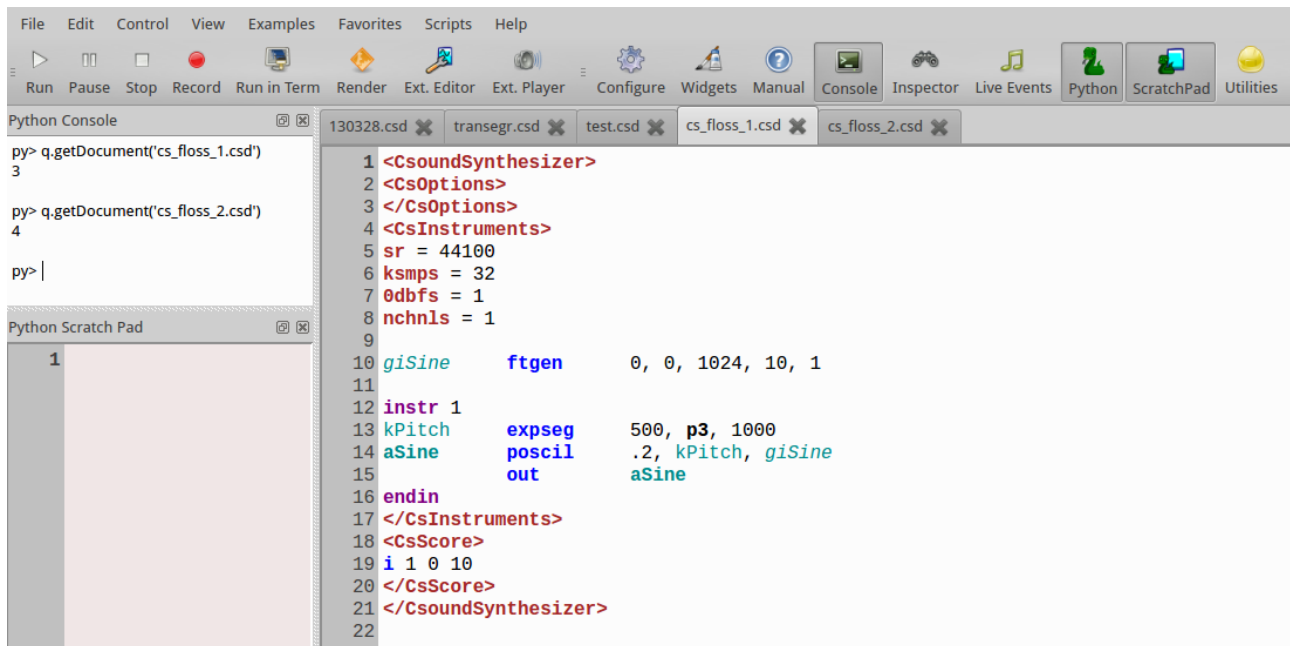 File Edit Control View Examples Favorites Scripts Help
Run Pause Stop Record Run in Term Render Ext. Editor Ext. Player Configure Widgets Manual Console Inspector Live Events Python ScratchPad Utilities
Python Console
py> q.getDocument('cs_floss_1.csd')
3
py> q.getDocument('cs_floss_2.csd')
4
py>
Python Scratch Pad
1
130328.csd transegr.csd test.csd cs_floss_1.csd cs_floss_2.csd
1 <CsoundSynthesizer>
2 <CsOptions>
3 </CsOptions>
4 <CsInstruments>
5 sr = 44100
6 ksmps = 32
7 0dbfs = 1
8 nchnls = 1
9
10 giSine ftgen 0, 0, 1024, 10, 1
11
12 instr 1
13 kPitch expseg 500, p3, 1000
14 aSine poscil .2, kPitch, giSine
15 out aSine
16 endin
17 </CsInstruments>
18 <CsScore>
19 i 1 0 10
20 </CsScore>
21 </CsoundSynthesizer>
22